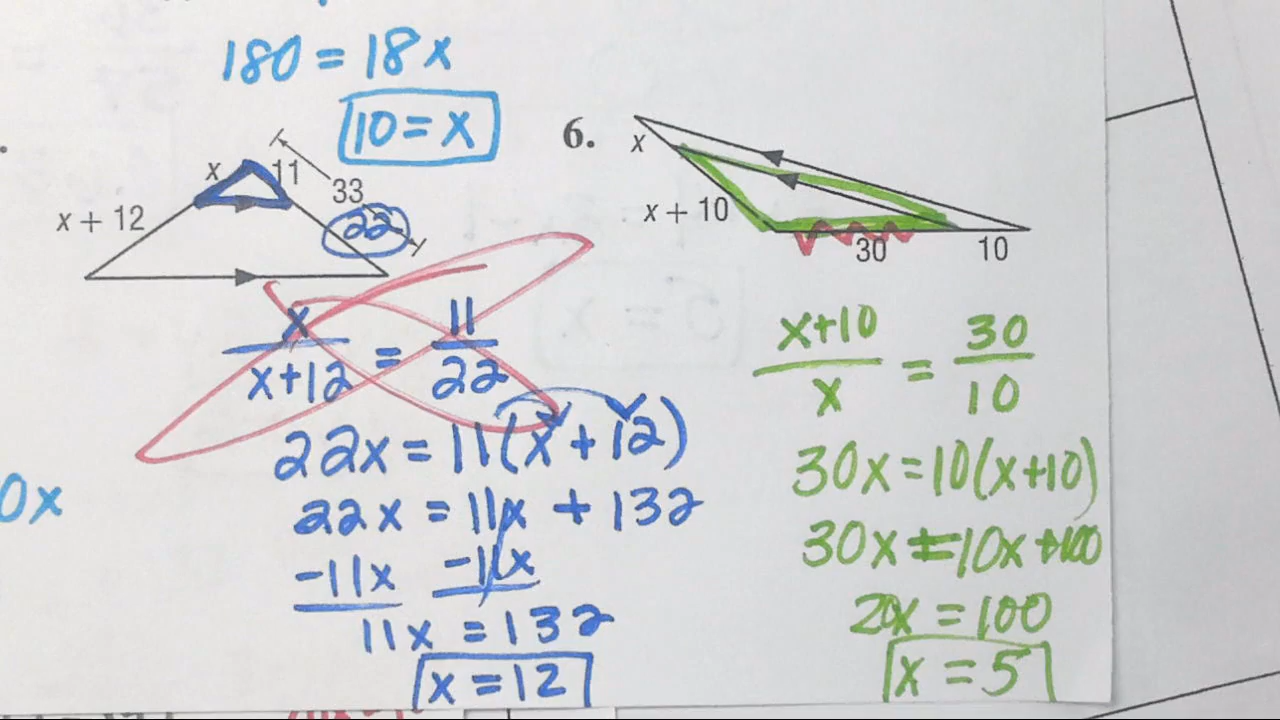 180 = 18x
10 = x
x
11
33
x + 12
22
x
x+12
=
11
22
22x = 11(x+12)
22x = 11x + 132
-11x -11x
11x = 132
x = 12
0x
6.
x
x + 10
30
10
x+10
x
=
30
10
30x=10(x+10)
30x=10x+100
20x = 100
x = 5